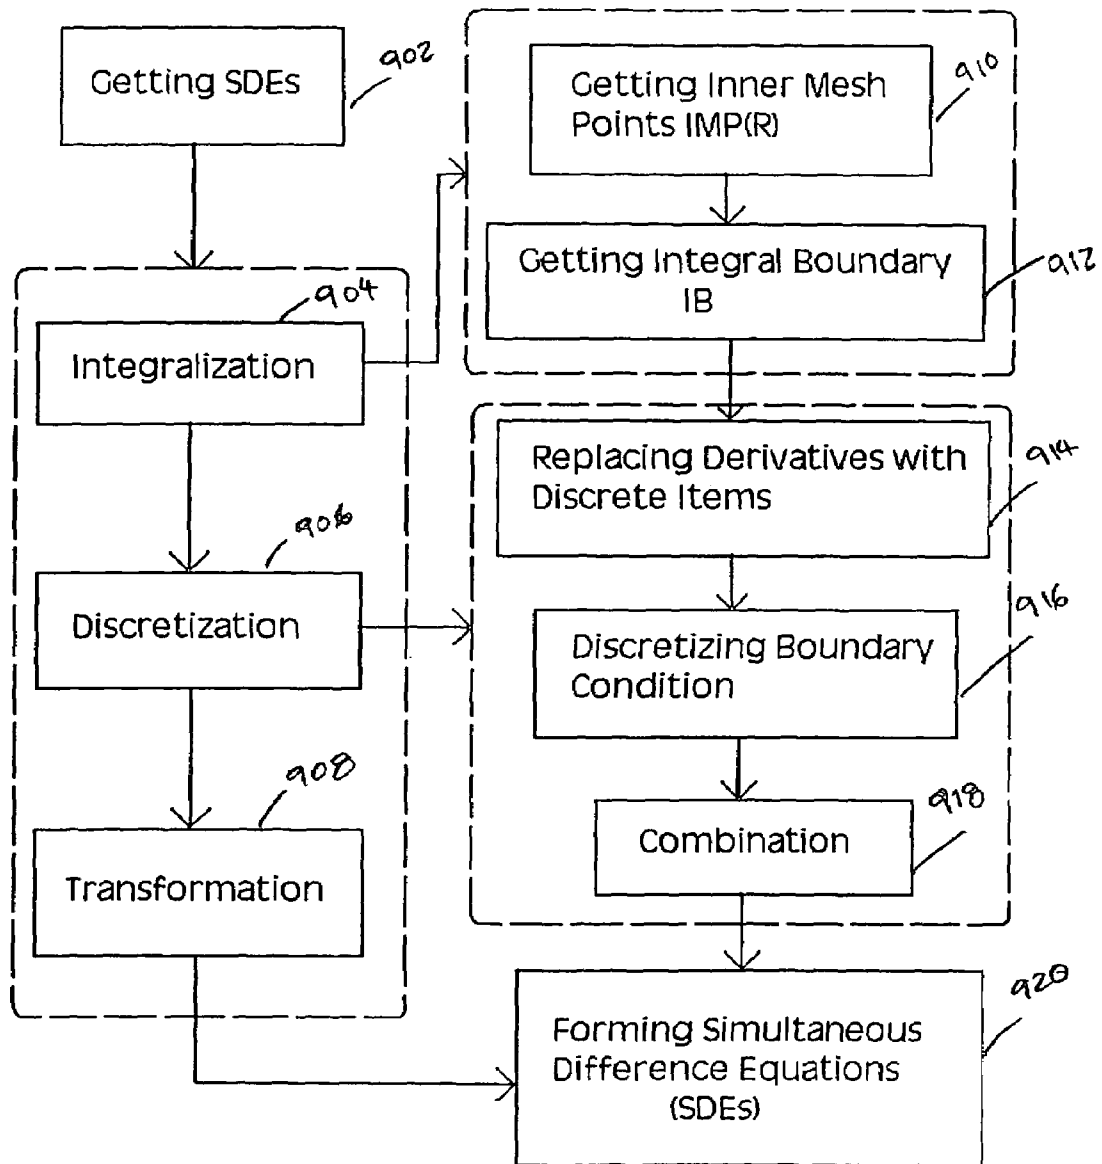 Getting SDEs
902
Integralization
904
Discretization
906
Transformation
908
Getting Inner Mesh
Points IMP(R)
910
Getting Integral Boundary
IB
912
Replacing Derivatives with
Discrete Items
914
Discretizing Boundary
Condition
916
Combination
918
Forming Simultaneous
Difference Equations
(SDEs)
920